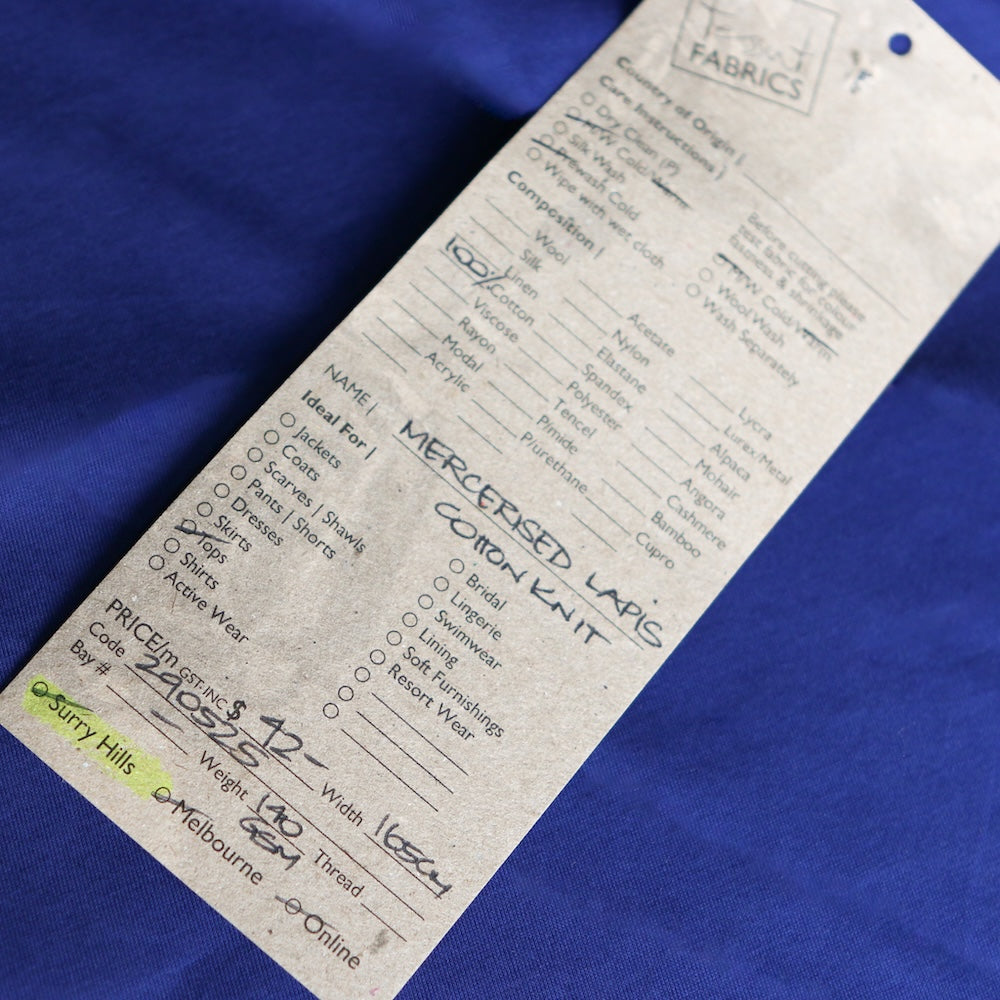 FABRICS
Country of Origin |
Care Instructions |
Dry Clean (P)
M/W Cold/Warm
Silk Wash
Prewash Cold
Wipe with wet cloth
Before cutting please
test fabric for colour
fastness & shrinkage
H/W Cold/Warm
Wool Wash
Wash Separately
Composition |
Wool
Silk
Linen
100% Cotton
Viscose
Rayon
Modal
Acrylic
Acetate
Nylon
Elastane
Spandex
Polyester
Tencel
P/mide
P/urethane
Lycra
Lurex/Metal
Alpaca
Mohair
Angora
Cashmere
Bamboo
Cupro
NAME | MERCERISED LAPIS
COTTON KNIT
Ideal For |
Jackets
Coats
Scarves | Shawls
Pants | Shorts
Dresses
Skirts
Tops
Shirts
Active Wear
Bridal
Lingerie
Swimwear
Lining
Soft Furnishings
Resort Wear
PRICE/m GST:INC $ 42-
Code 290525 Width 165cm
Bay # - Weight 140 GSM Thread
Surry Hills
Melbourne
Online